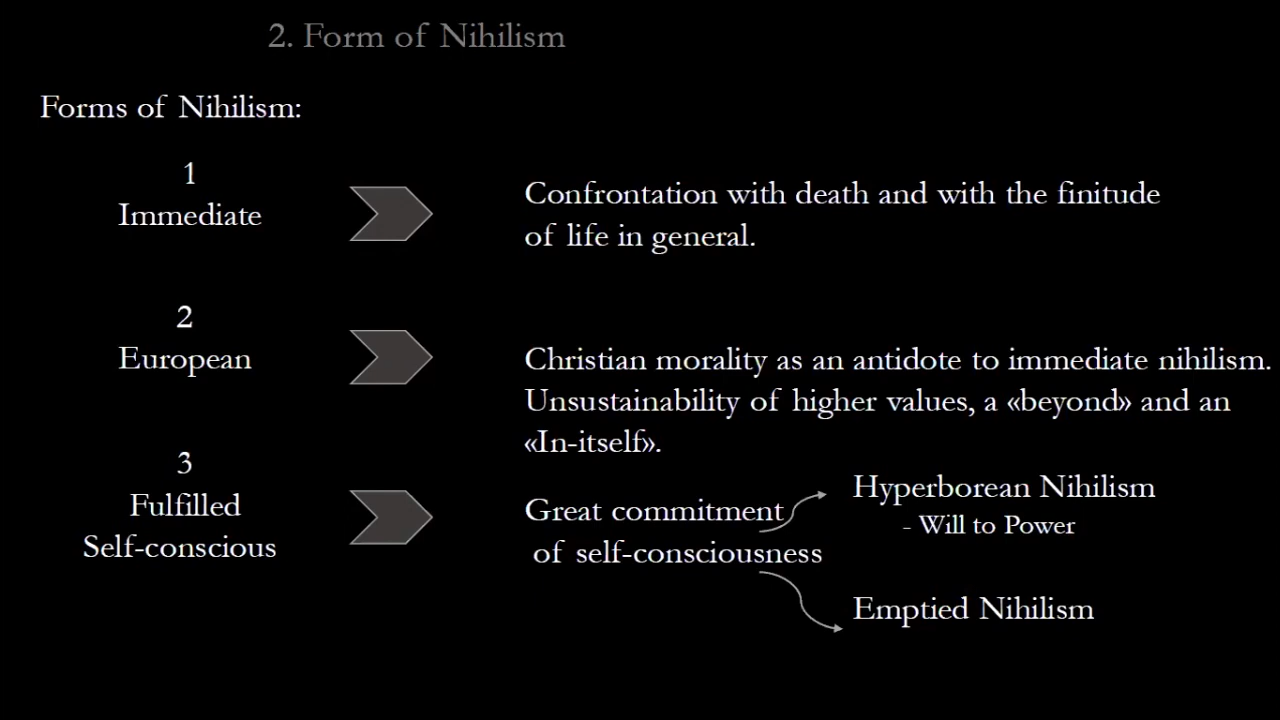 2. Form of Nihilism
Forms of Nihilism:
1
Immediate
Confrontation with death and with the finitude
of life in general.
2
European
Christian morality as an antidote to immediate nihilism.
Unsustainability of higher values, a «beyond» and an
«In-itself».
3
Fulfilled
Self-conscious
Great commitment
of self-consciousness
Hyperborean Nihilism
- Will to Power
Emptied Nihilism